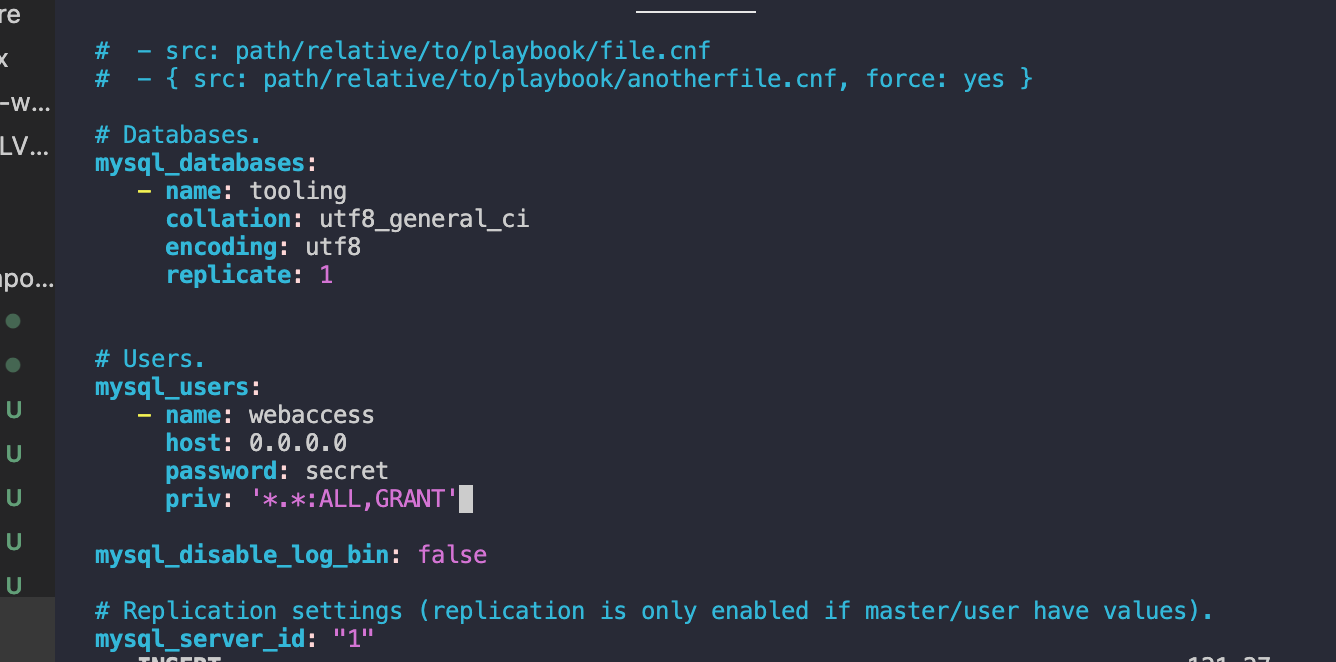 re
x
-w...
LV...
po...
U
U
U
U
U
#  - src: path/relative/to/playbook/file.cnf
#  - { src: path/relative/to/playbook/anotherfile.cnf, force: yes }
# Databases.
mysql_databases:
   - name: tooling
     collation: utf8_general_ci
     encoding: utf8
     replicate: 1
# Users.
mysql_users:
   - name: webaccess
     host: 0.0.0.0
     password: secret
     priv: '*.*:ALL,GRANT'
mysql_disable_log_bin: false
# Replication settings (replication is only enabled if master/user have values).
mysql_server_id: "1"
-- INSERT --